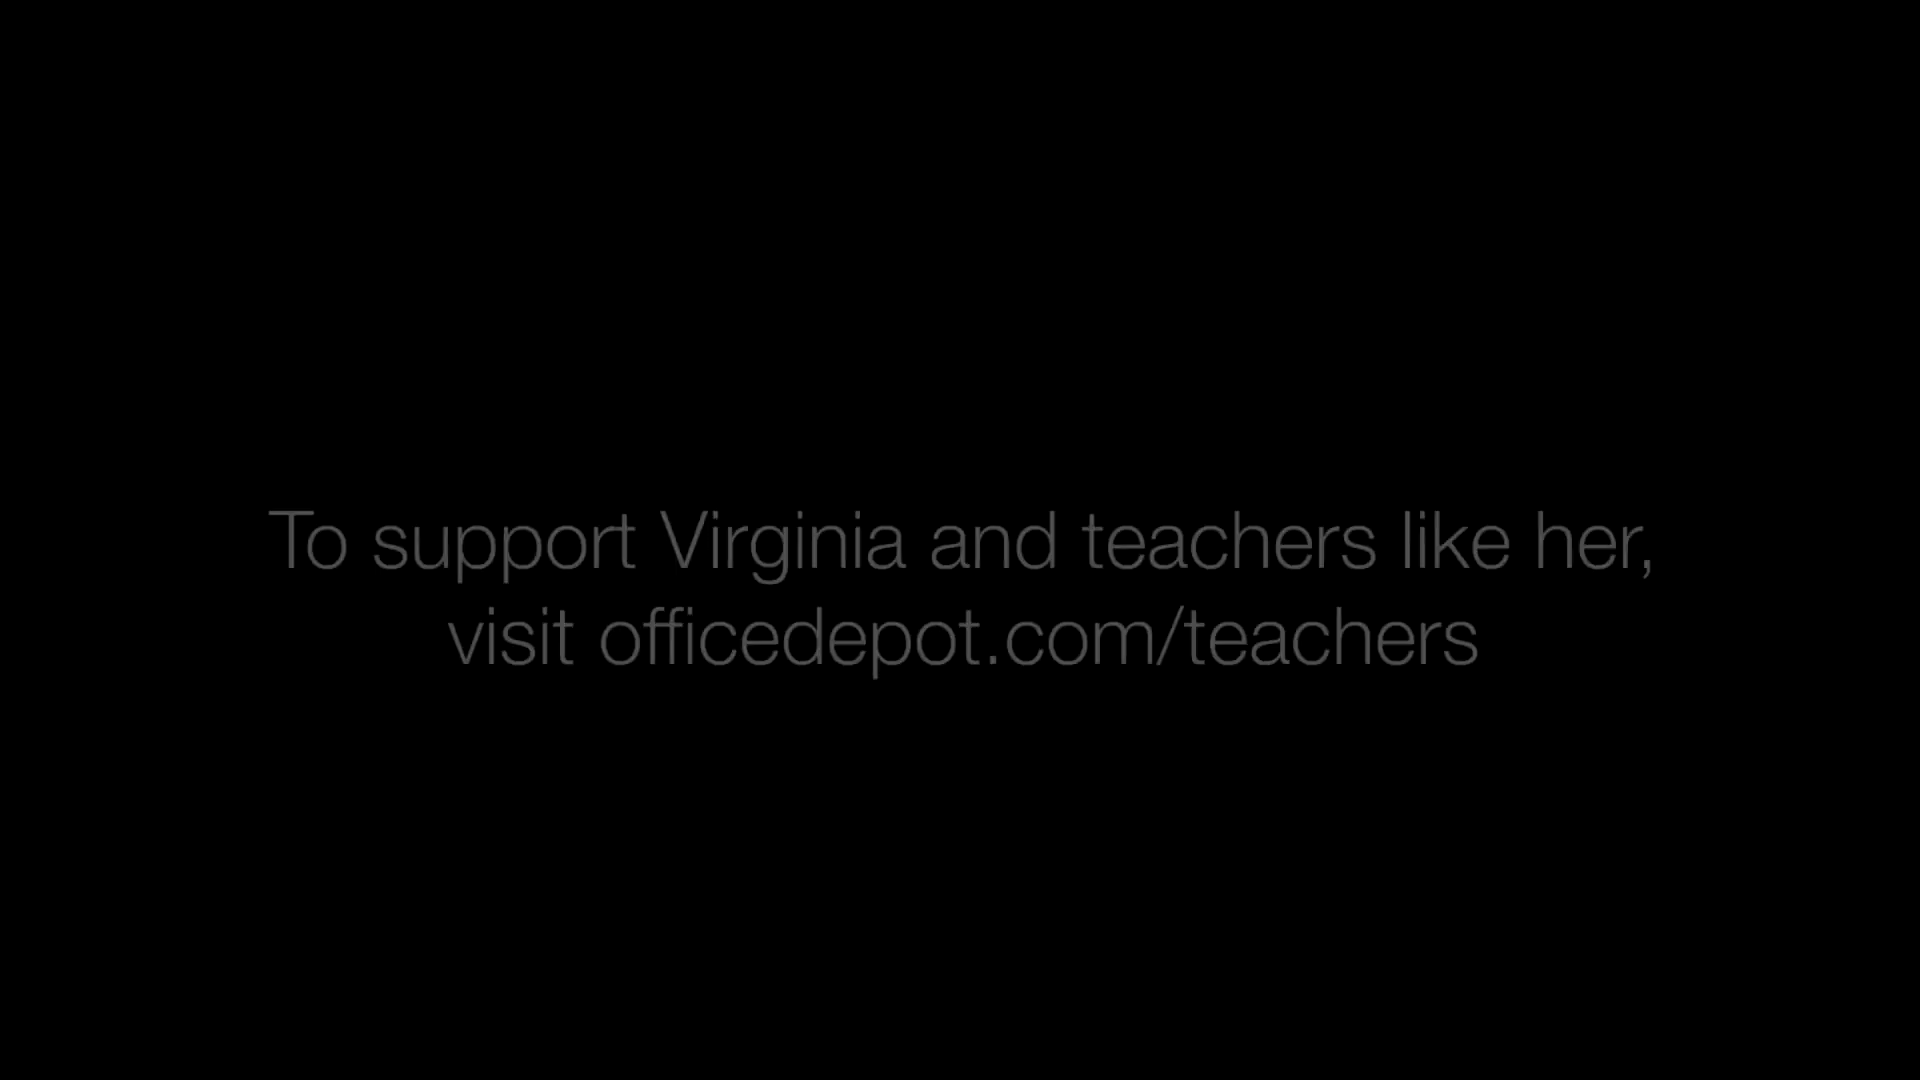 To support Virginia and teachers like her,
visit officedepot.com/teachers